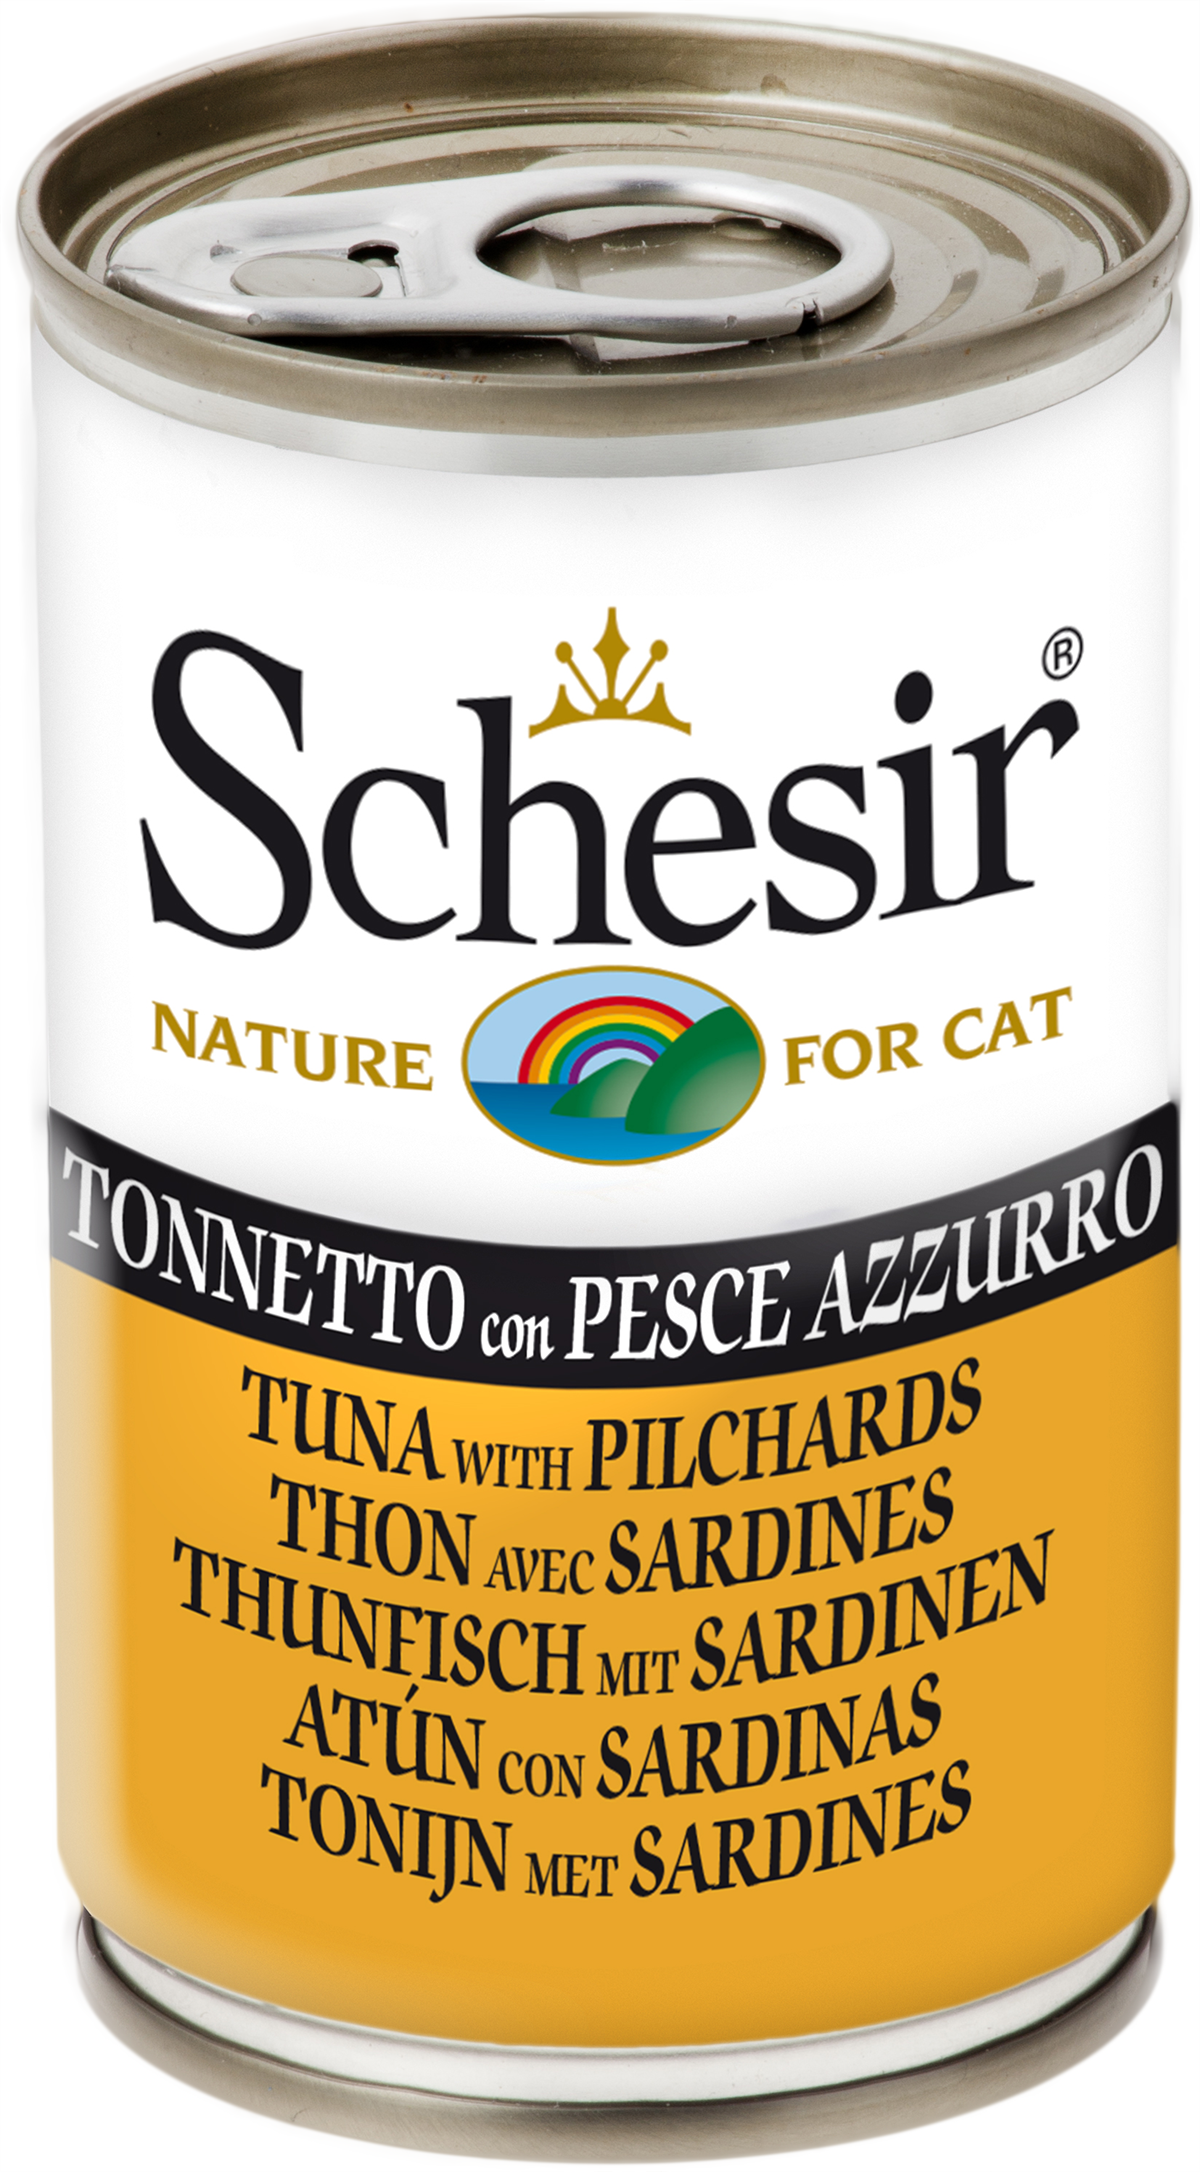 Schesir®
NATURE FOR CAT
TONNETTO con PESCE AZZURRO
TUNA WITH PILCHARDS
THON AVEC SARDINES
THUNFISCH MIT SARDINEN
ATÚN CON SARDINAS
TONIJN MET SARDINES